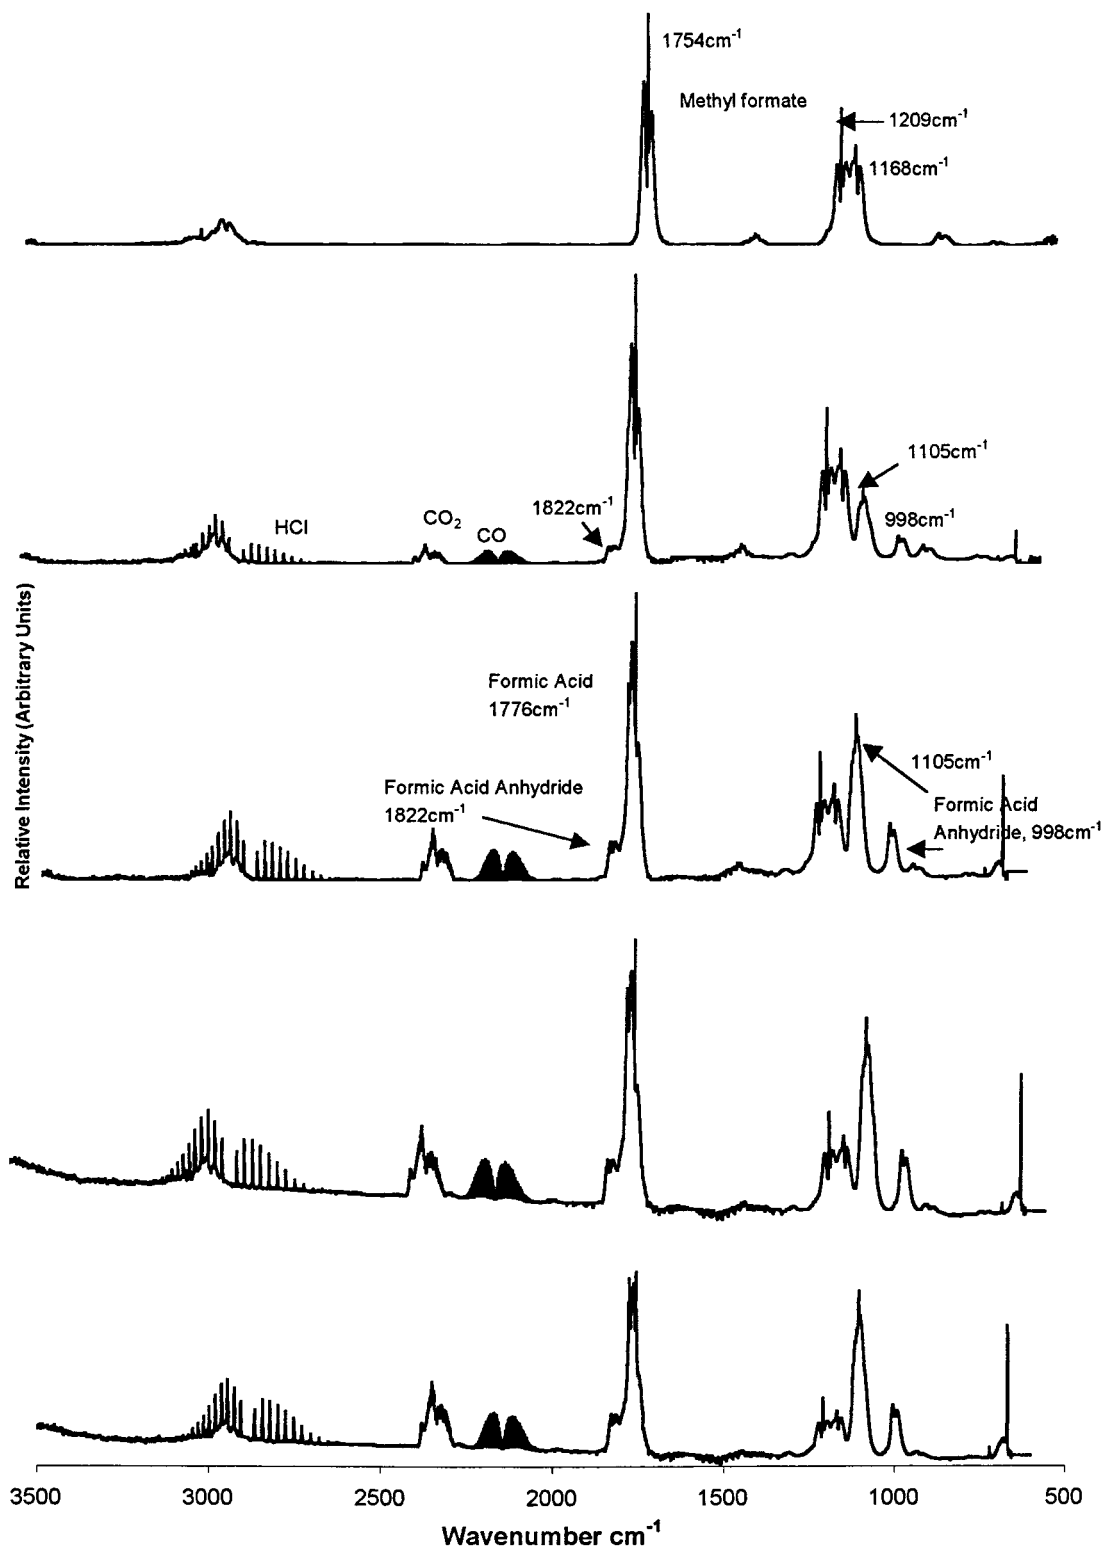 1754cm-1
Methyl formate
1209cm-1
1168cm-1
1105cm-1
1822cm-1
998cm-1
HCl
CO2
CO
Relative Intensity (Arbitrary Units)
Formic Acid
1776cm-1
Formic Acid Anhydride
1822cm-1
1105cm-1
Formic Acid
Anhydride, 998cm-1
3500 3000 2500 2000 1500 1000 500
Wavenumber cm-1